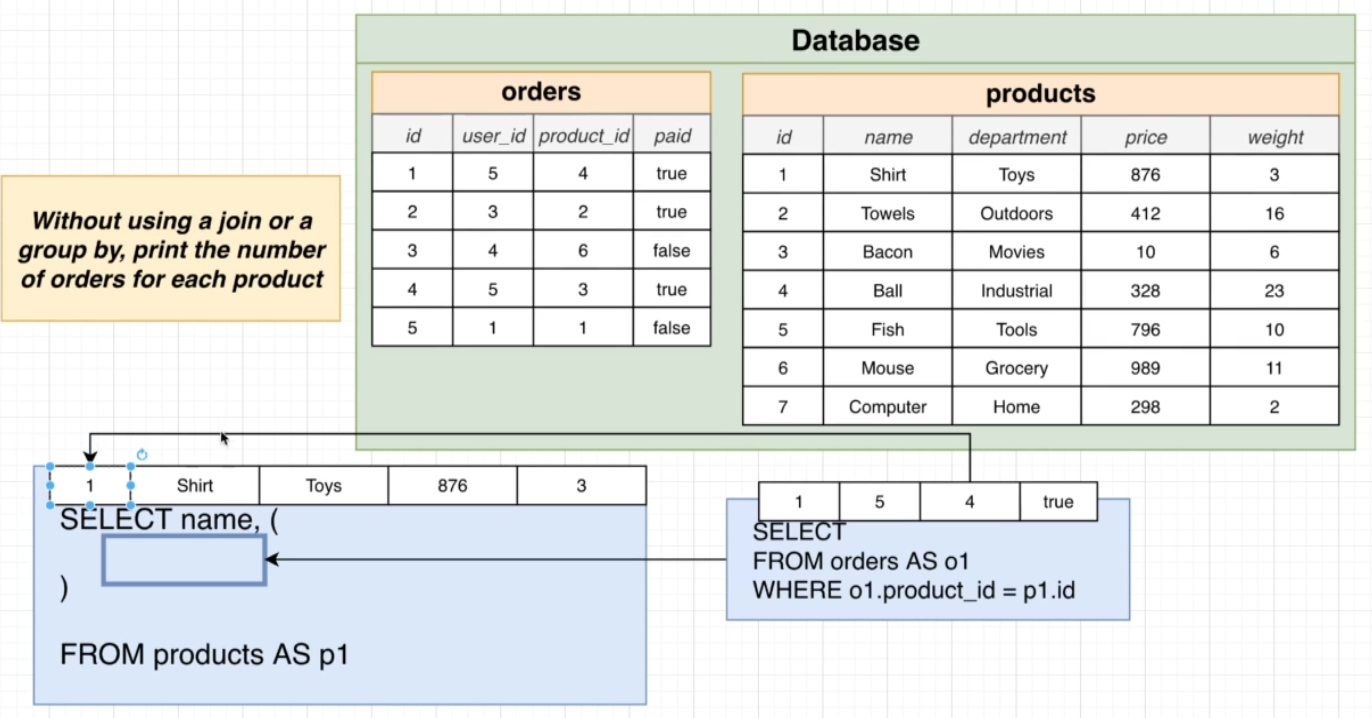 Database
orders
id user_id product_id paid
1 5 4 true
2 3 2 true
3 4 6 false
4 5 3 true
5 1 1 false
products
id name department price weight
1 Shirt Toys 876 3
2 Towels Outdoors 412 16
3 Bacon Movies 10 6
4 Ball Industrial 328 23
5 Fish Tools 796 10
6 Mouse Grocery 989 11
7 Computer Home 298 2
Without using a join or a
group by, print the number
of orders for each product
1 Shirt Toys 876 3
SELECT name, (
)
FROM products AS p1
1 5 4 true
SELECT
FROM orders AS o1
WHERE o1.product_id = p1.id